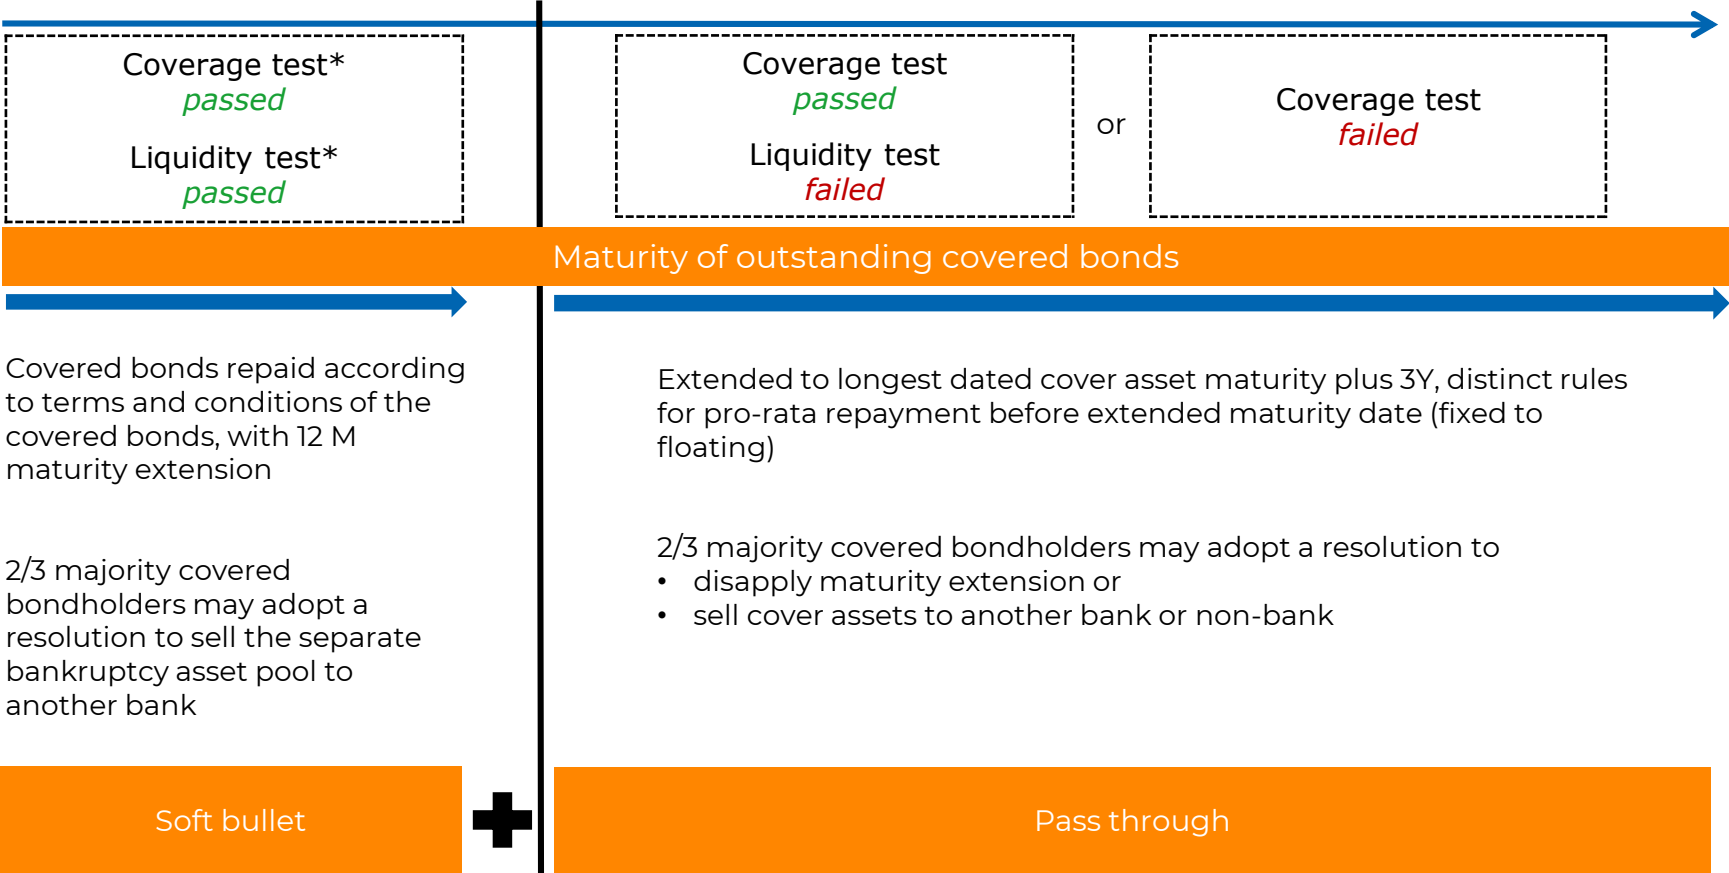 Coverage test*
passed
Liquidity test*
passed
Coverage test
passed
Liquidity test
failed
or
Coverage test
failed
Maturity of outstanding covered bonds
Covered bonds repaid according
to terms and conditions of the
covered bonds, with 12 M
maturity extension
2/3 majority covered
bondholders may adopt a
resolution to sell the separate
bankruptcy asset pool to
another bank
Extended to longest dated cover asset maturity plus 3Y, distinct rules
for pro-rata repayment before extended maturity date (fixed to
floating)
2/3 majority covered bondholders may adopt a resolution to
• disapply maturity extension or
• sell cover assets to another bank or non-bank
Soft bullet
Pass through